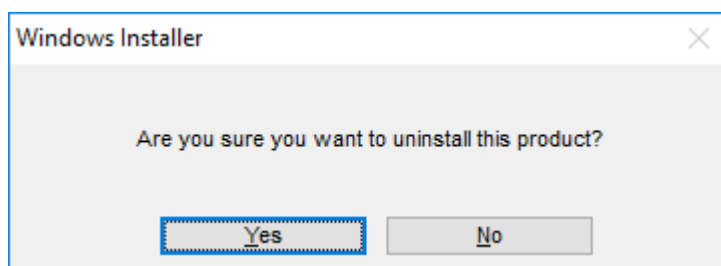 Windows Installer
Are you sure you want to uninstall this product?
Yes
No